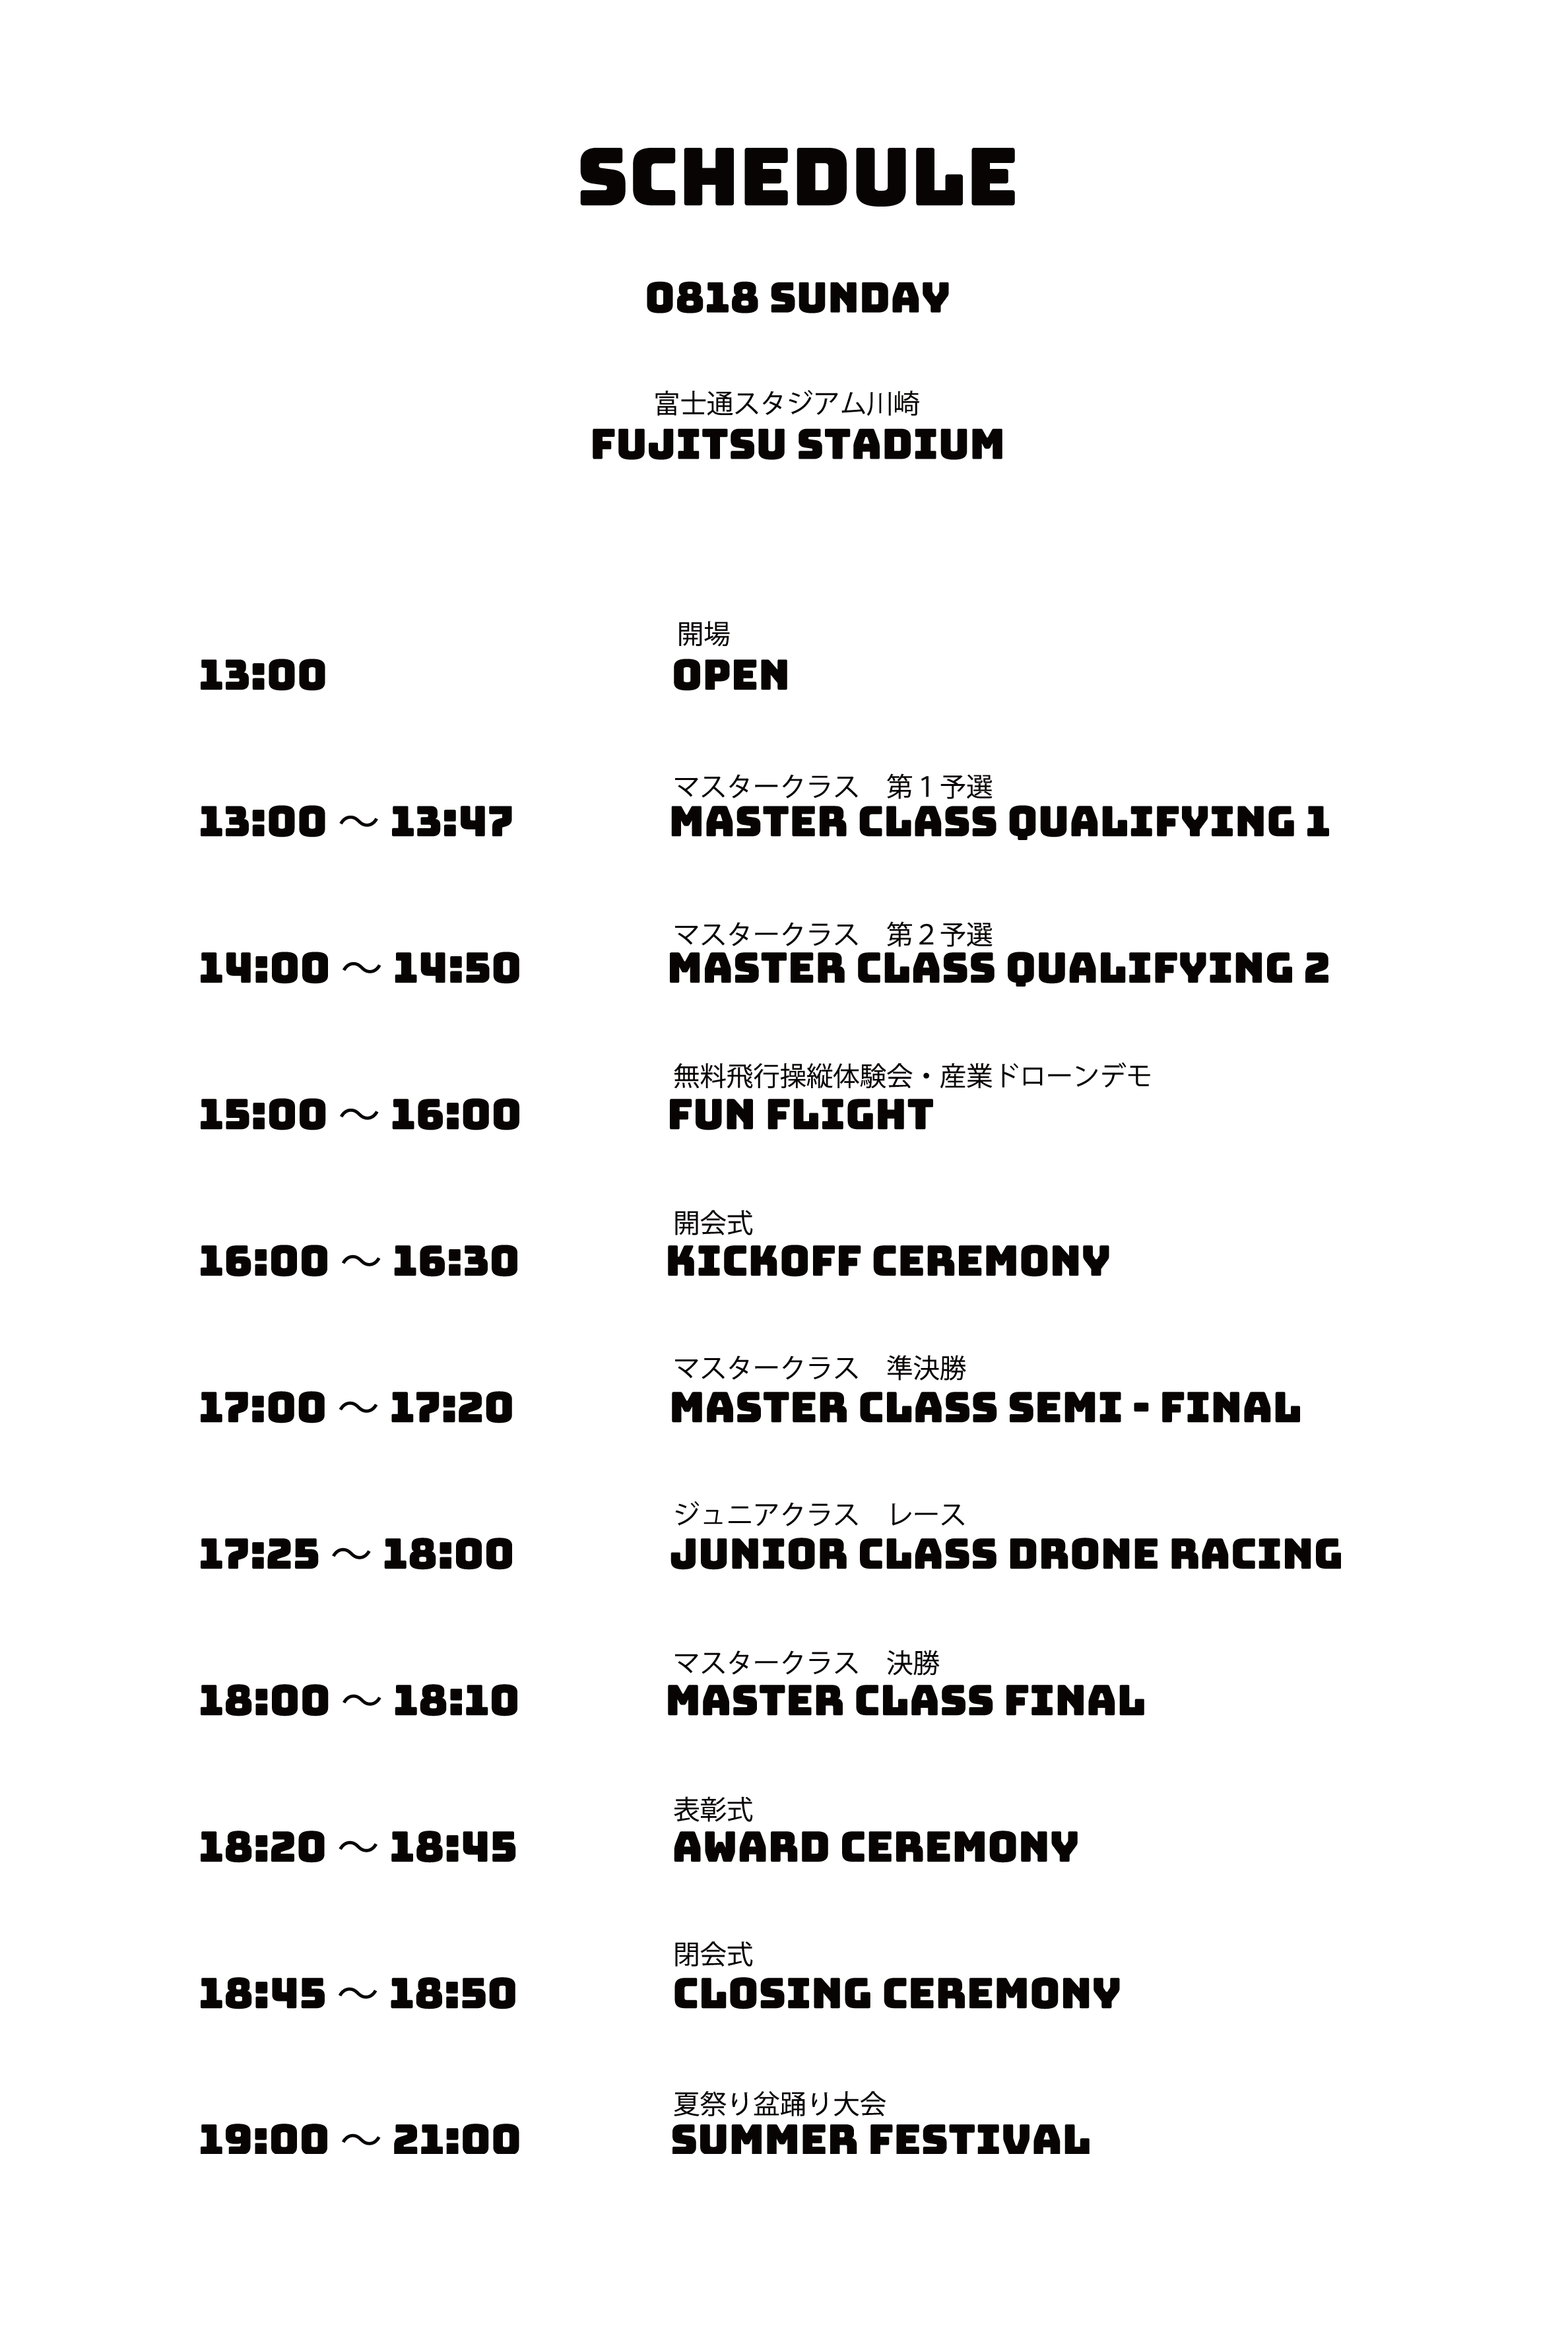 SCHEDULE
0818 SUNDAY
富士通スタジアム川崎
FUJITSU STADIUM
開場
13:00 OPEN
マスタークラス　第１予選
13:00 〜 13:47 MASTER CLASS QUALIFYING 1
マスタークラス　第２予選
14:00 〜 14:50 MASTER CLASS QUALIFYING 2
無料飛行操縦体験会・産業ドローンデモ
15:00 〜 16:00 FUN FLIGHT
開会式
16:00 〜 16:30 KICKOFF CEREMONY
マスタークラス　準決勝
17:00 〜 17:20 MASTER CLASS SEMI - FINAL
ジュニアクラス　レース
17:25 〜 18:00 JUNIOR CLASS DRONE RACING
マスタークラス　決勝
18:00 〜 18:10 MASTER CLASS FINAL
表彰式
18:20 〜 18:45 AWARD CEREMONY
閉会式
18:45 〜 18:50 CLOSING CEREMONY
夏祭り盆踊り大会
19:00 〜 21:00 SUMMER FESTIVAL